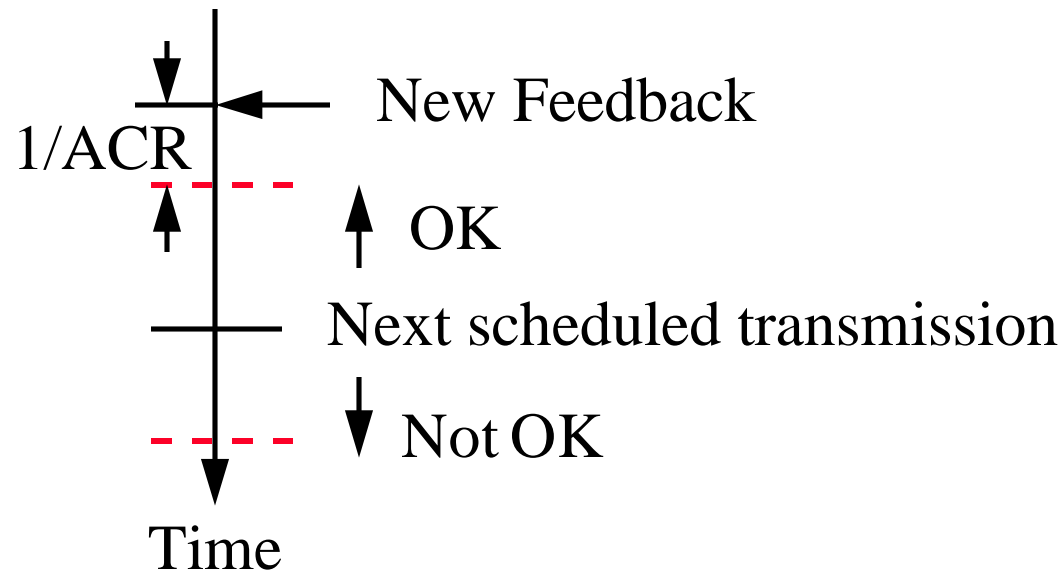 New Feedback
1/ACR
OK
Next scheduled transmission
Not OK
Time